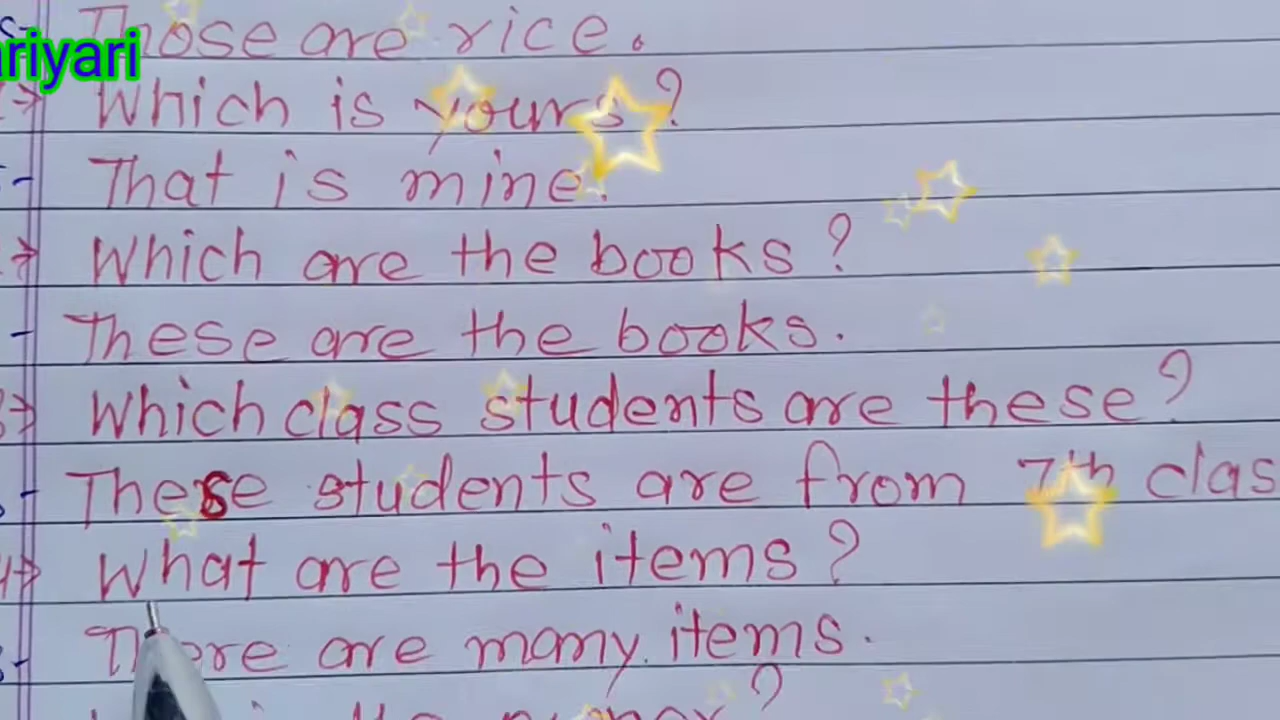 Those are rice.
ariyari
Which is yours?
That is mine.
Which are the books?
These are the books.
Which class students are these?
These students are from 7th clas
What are the items?
There are many items.